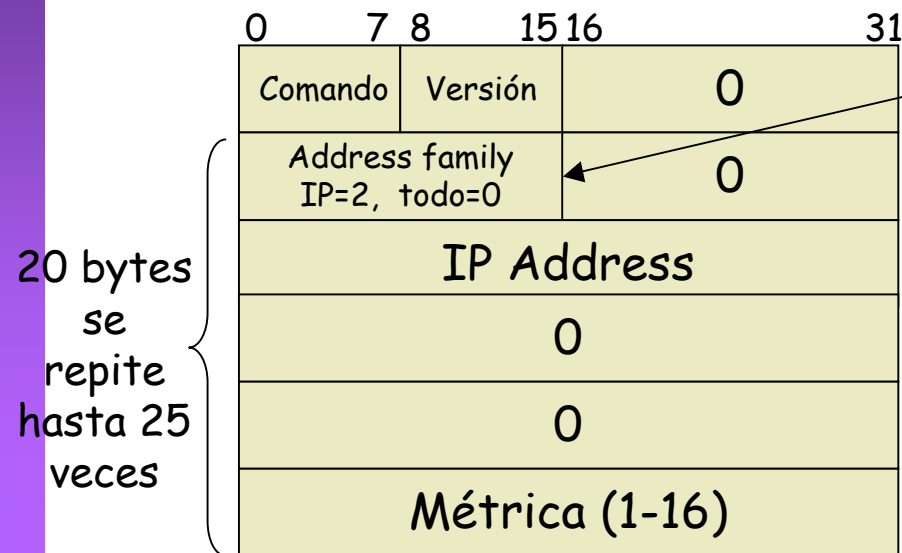 0 7 8 15 16 31
Comando Versión 0
Address family
IP=2, todo=0
0
IP Address
0
0
Métrica (1-16)
20 bytes
se
repite
hasta 25
veces